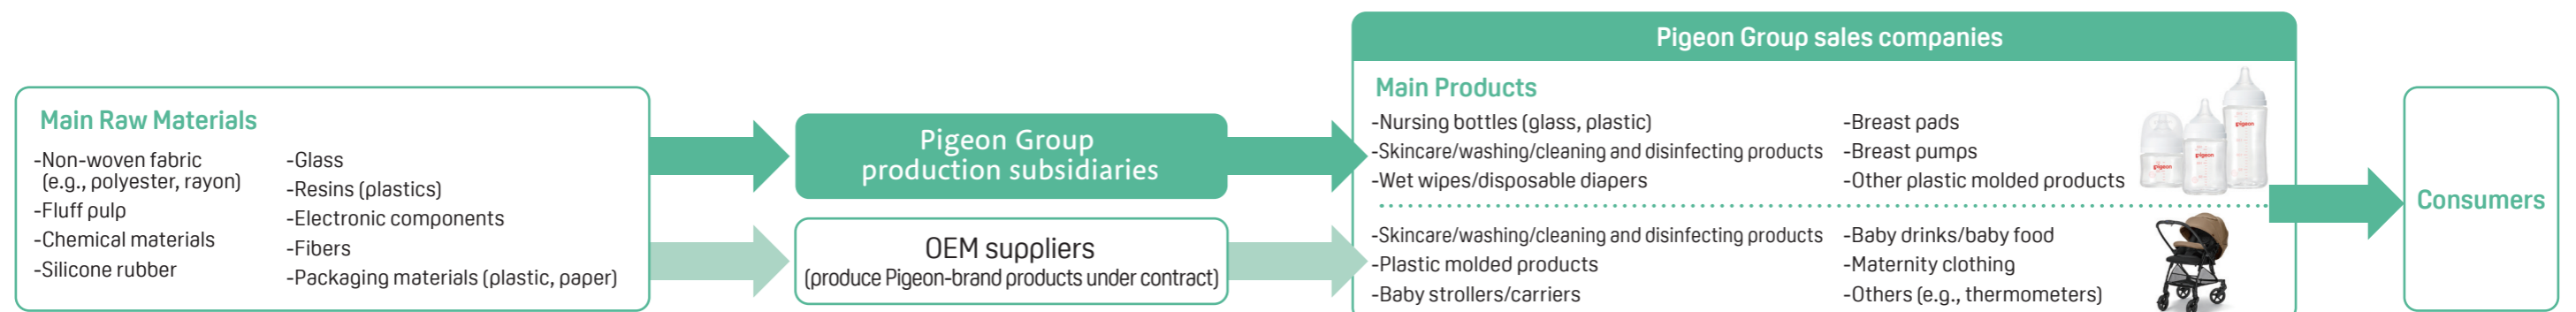 Main Raw Materials
-Non-woven fabric
(e.g., polyester, rayon)
-Fluff pulp
-Chemical materials
-Silicone rubber
-Glass
-Resins (plastics)
-Electronic components
-Fibers
-Packaging materials (plastic, paper)
Pigeon Group
production subsidiaries
OEM suppliers
(produce Pigeon-brand products under contract)
Pigeon Group sales companies
Main Products
-Nursing bottles (glass, plastic)
-Skincare/washing/cleaning and disinfecting products
-Wet wipes/disposable diapers
-Breast pads
-Breast pumps
-Other plastic molded products
pigeon
pigeon
pigeon
-Skincare/washing/cleaning and disinfecting products
-Plastic molded products
-Baby strollers/carriers
-Baby drinks/baby food
-Maternity clothing
-Others (e.g., thermometers)
Consumers